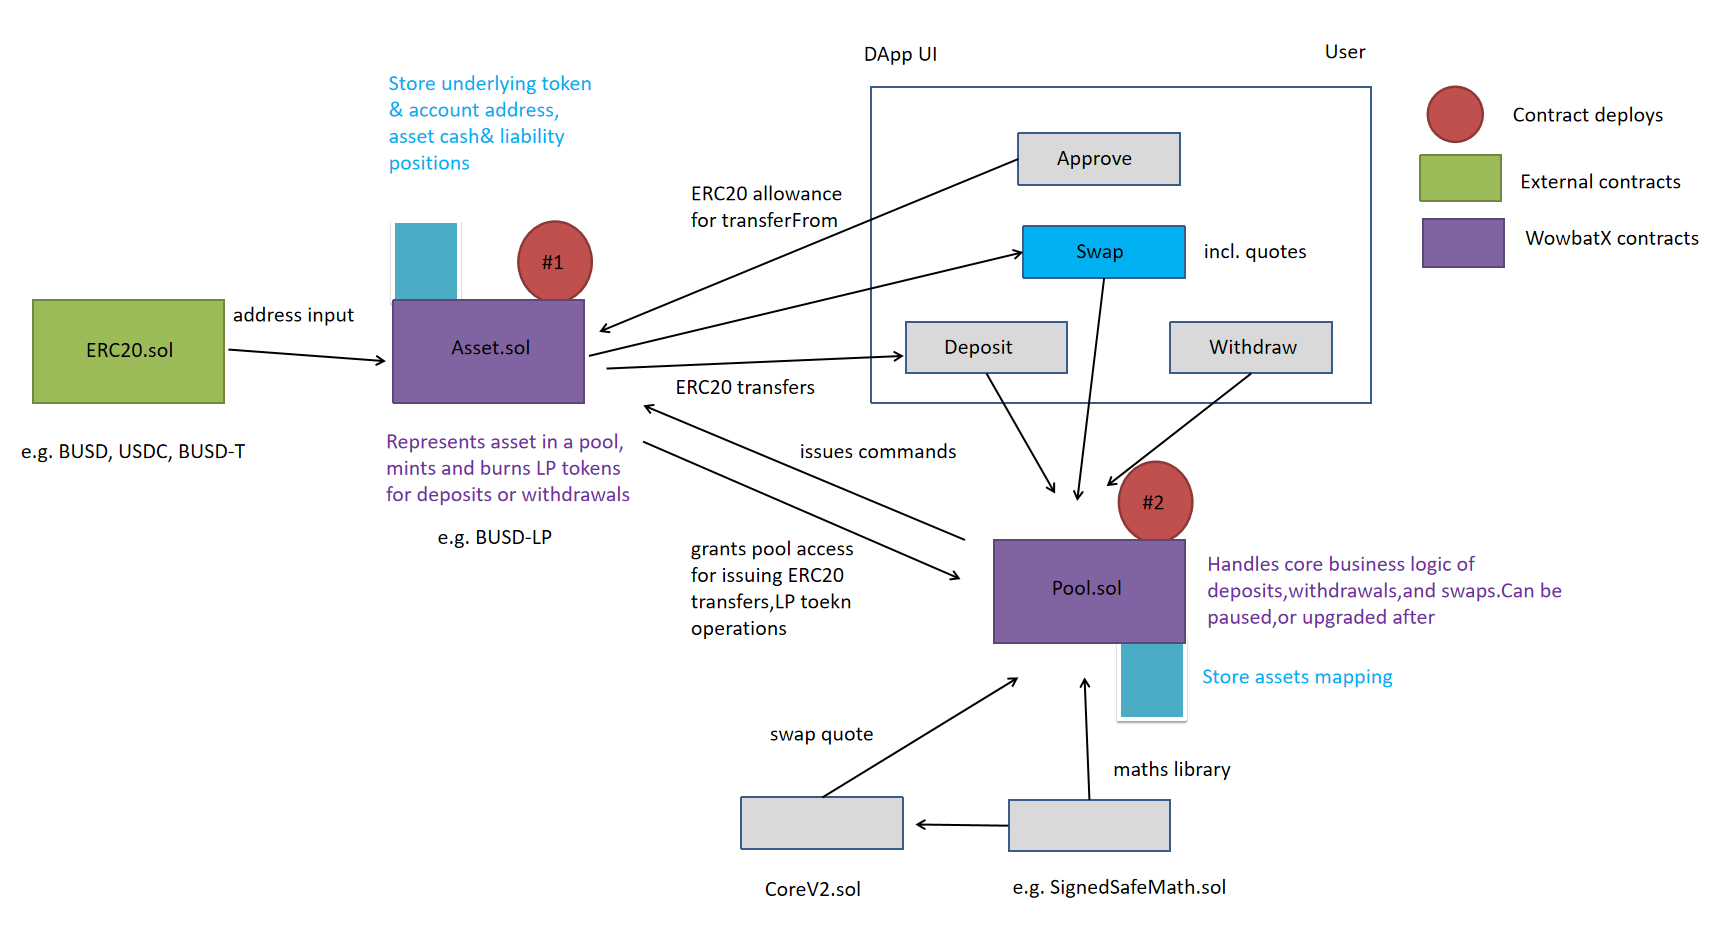 DApp UI
User
Store underlying token
& account address,
asset cash& liability
positions
Contract deploys
External contracts
WowbatX contracts
Approve
ERC20 allowance
for transferFrom
Swap
incl. quotes
#1
address input
ERC20.sol
Asset.sol
Deposit
Withdraw
ERC20 transfers
e.g. BUSD, USDC, BUSD-T
Represents asset in a pool,
mints and burns LP tokens
for deposits or withdrawals
e.g. BUSD-LP
issues commands
#2
grants pool access
for issuing ERC20
transfers,LP toekn
operations
Pool.sol
Handles core business logic of
deposits,withdrawals,and swaps.Can be
paused,or upgraded after
Store assets mapping
swap quote
maths library
CoreV2.sol
e.g. SignedSafeMath.sol